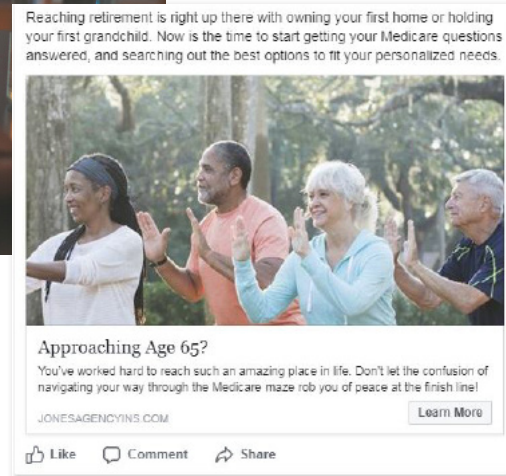 Reaching retirement is right up there with owning your first home or holding
your first grandchild. Now is the time to start getting your Medicare questions
answered, and searching out the best options to fit your personalized needs.
Approaching Age 65?
You've worked hard to reach such an amazing place in life. Don't let the confusion of
navigating your way through the Medicare maze rob you of peace at the finish line!
JONESAGENCYINS.COM
Learn More
Like Comment Share